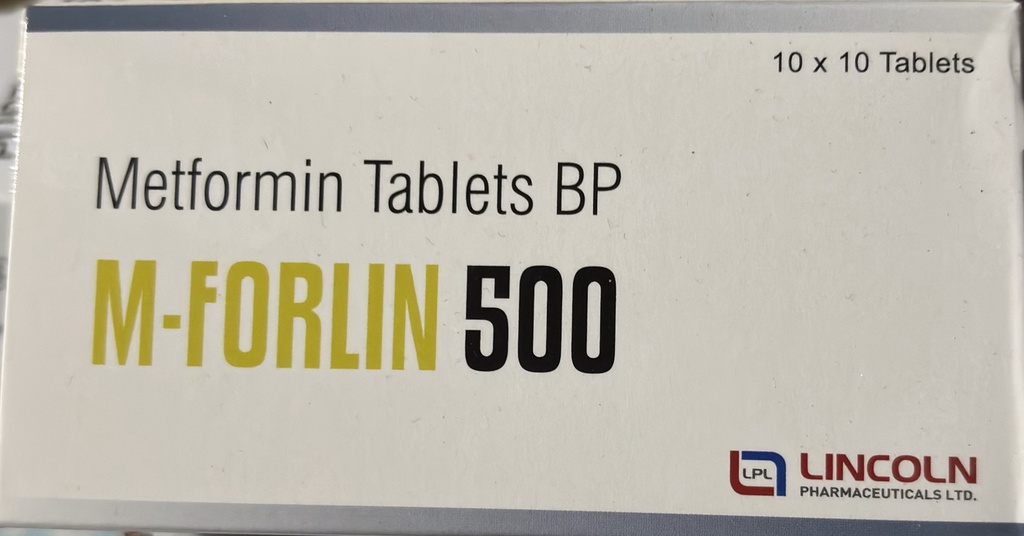 10 x 10 Tablets
Metformin Tablets BP
M-FORLIN 500
LPL
LINCOLN
PHARMACEUTICALS LTD.